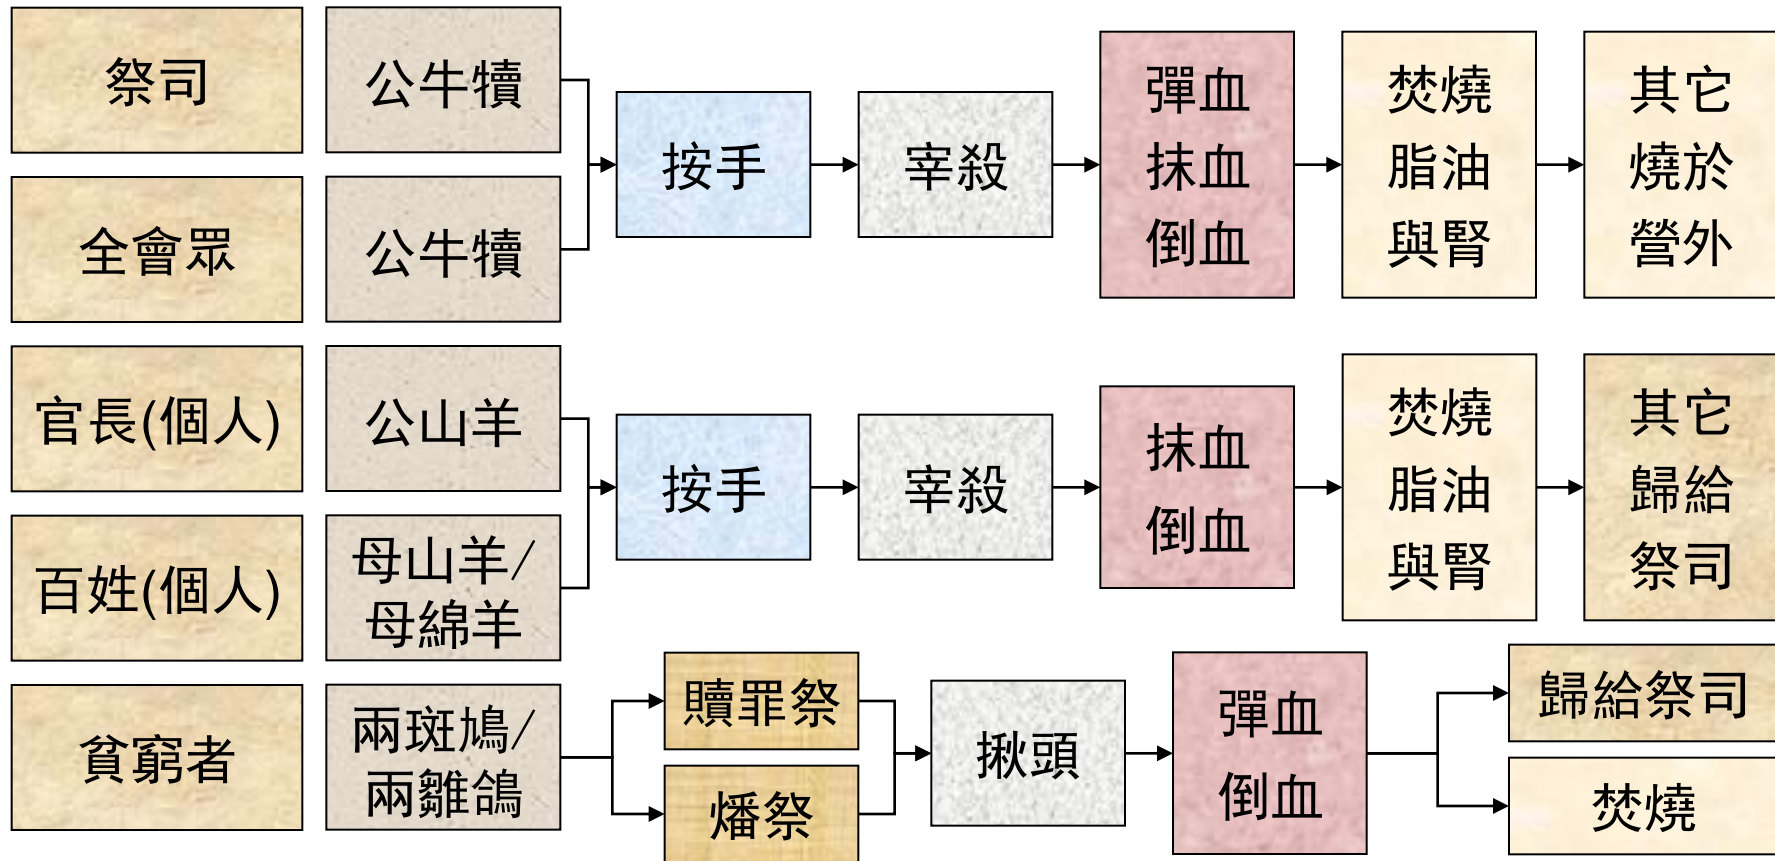 祭司
公牛犢
全會眾
公牛犢
按手
宰殺
彈血
抹血
倒血
焚燒
脂油
與腎
其它
燒於
營外
官長(個人)
公山羊
百姓(個人)
母山羊/
母綿羊
按手
宰殺
抹血
倒血
焚燒
脂油
與腎
其它
歸給
祭司
貧窮者
兩斑鳩/
兩雛鴿
贖罪祭
燔祭
揪頭
彈血
倒血
歸給祭司
焚燒